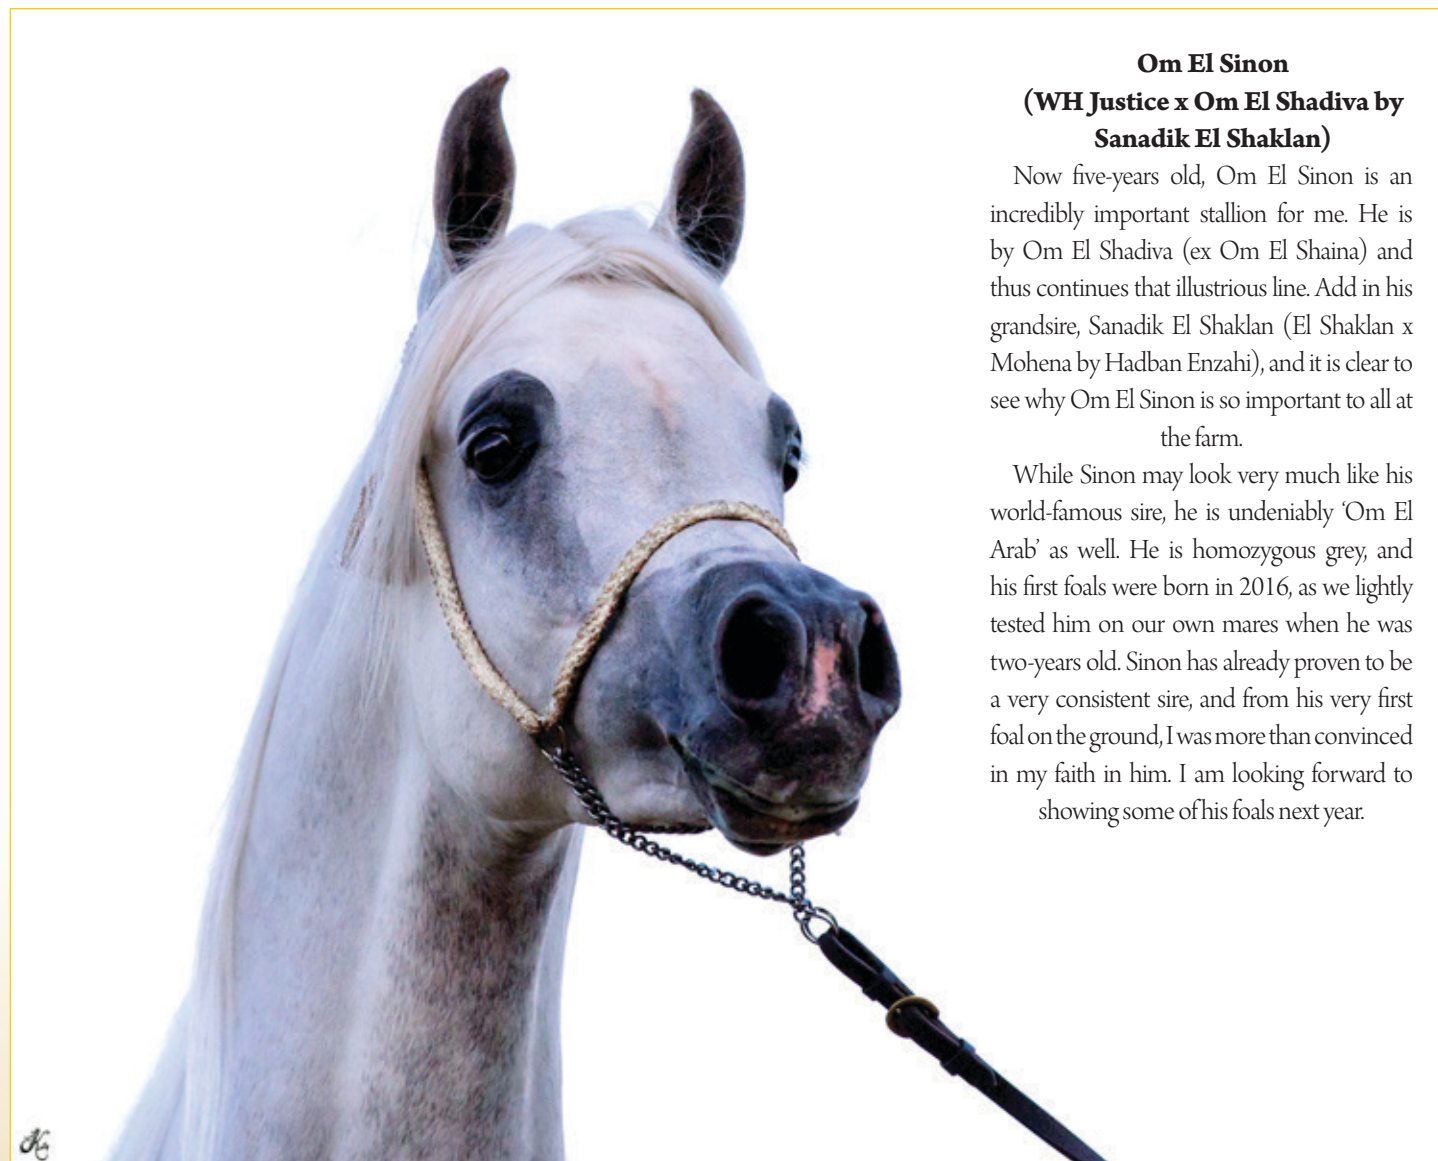 Om El Sinon
(WH Justice x Om El Shadiva by
Sanadik El Shaklan)
Now five-years old, Om El Sinon is an
incredibly important stallion for me. He is
by Om El Shadiva (ex Om El Shaina) and
thus continues that illustrious line. Add in his
grandsire, Sanadik El Shaklan (El Shaklan x
Mohena by Hadban Enzahi), and it is clear to
see why Om El Sinon is so important to all at
the farm.
While Sinon may look very much like his
world-famous sire, he is undeniably ‘Om El
Arab’ as well. He is homozygous grey, and
his first foals were born in 2016, as we lightly
tested him on our own mares when he was
two-years old. Sinon has already proven to be
a very consistent sire, and from his very first
foal on the ground, I was more than convinced
in my faith in him. I am looking forward to
showing some of his foals next year.